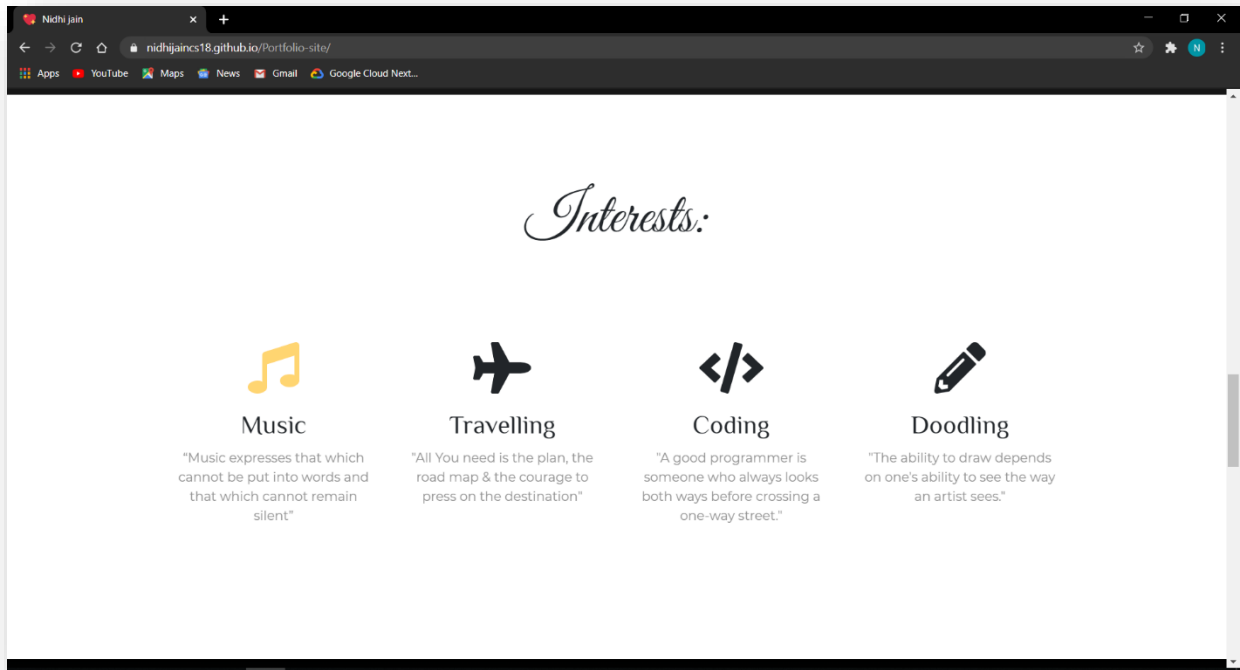 Nidhi jain
nidhijaincs18.github.io/Portfolio-site/
N
Apps YouTube Maps News Gmail Google Cloud Next...
Interests:
Music
“Music expresses that which
cannot be put into words and
that which cannot remain
silent”
Travelling
"All You need is the plan, the
road map & the courage to
press on the destination"
Coding
"A good programmer is
someone who always looks
both ways before crossing a
one-way street."
Doodling
"The ability to draw depends
on one's ability to see the way
an artist sees."